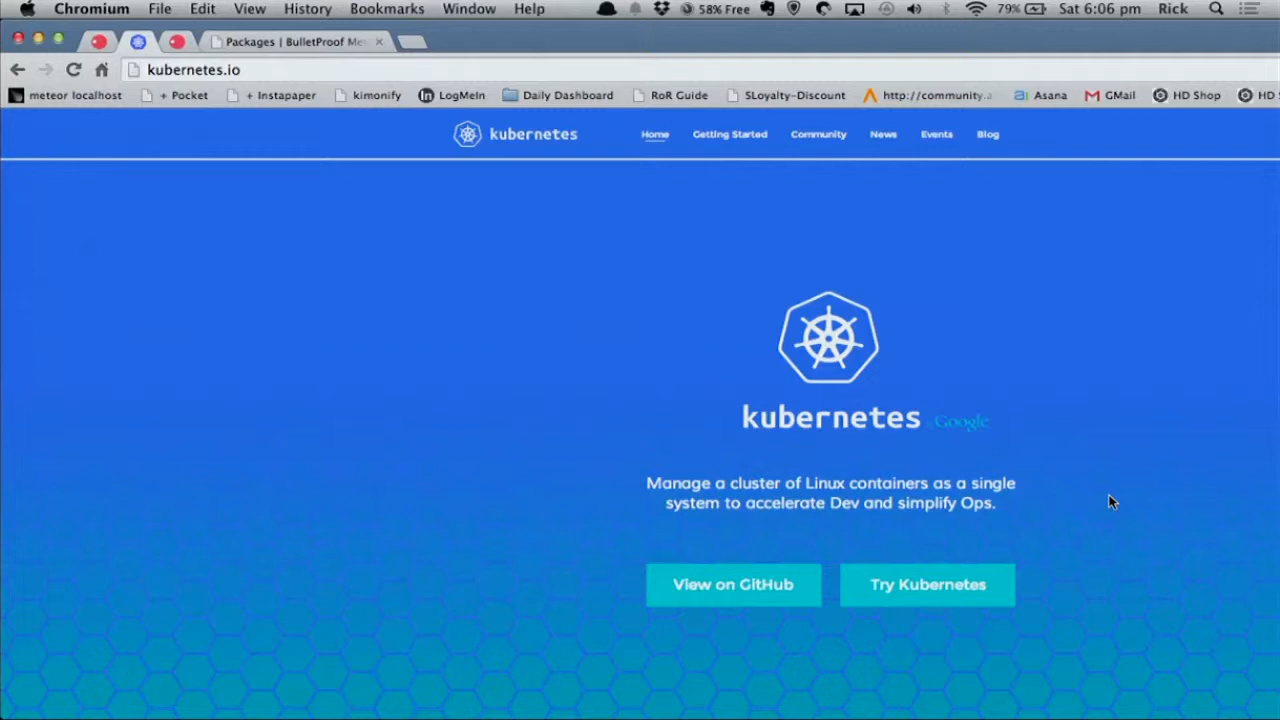 Chromium File Edit View History Bookmarks Window Help 58% Free 79% Sat 6:06 pm Rick
Packages | BulletProof Me
kubernetes.io
meteor localhost + Pocket + Instapaper kimonify LogMeIn Daily Dashboard RoR Guide SLoyalty-Discount http://community.a Asana GMail HD Shop HD S
kubernetes Home Getting Started Community News Events Blog
kubernetes by Google
Manage a cluster of Linux containers as a single
system to accelerate Dev and simplify Ops.
View on GitHub Try Kubernetes